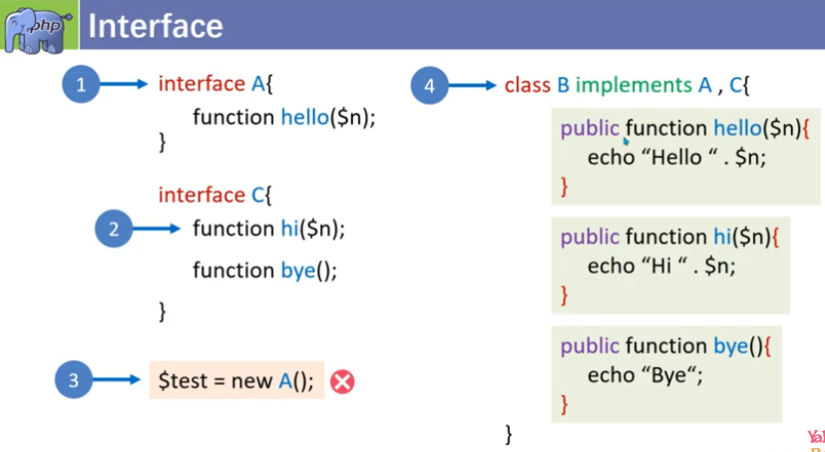 php
Interface
1
interface A{
function hello($n);
}
interface C{
2
function hi($n);
function bye();
}
3
$test = new A();
4
class B implements A , C{
public function hello($n){
echo “Hello “ . $n;
}
public function hi($n){
echo “Hi “ . $n;
}
public function bye(){
echo “Bye“;
}
}